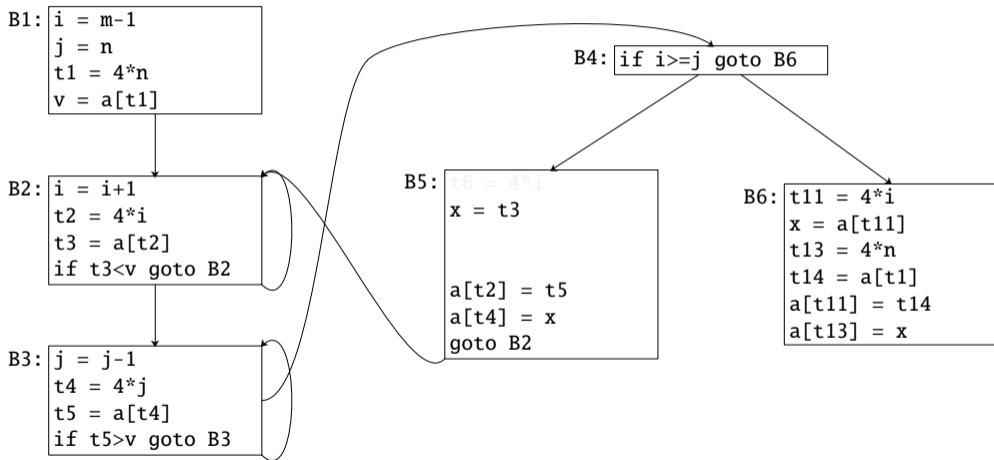 B1: i = m-1
j = n
t1 = 4*n
v = a[t1]
B2: i = i+1
t2 = 4*i
t3 = a[t2]
if t3<v goto B2
B3: j = j-1
t4 = 4*j
t5 = a[t4]
if t5>v goto B3
B4: if i>=j goto B6
B5: t6 = 4*i
x = t3
a[t2] = t5
a[t4] = x
goto B2
B6: t11 = 4*i
x = a[t11]
t13 = 4*n
t14 = a[t1]
a[t11] = t14
a[t13] = x